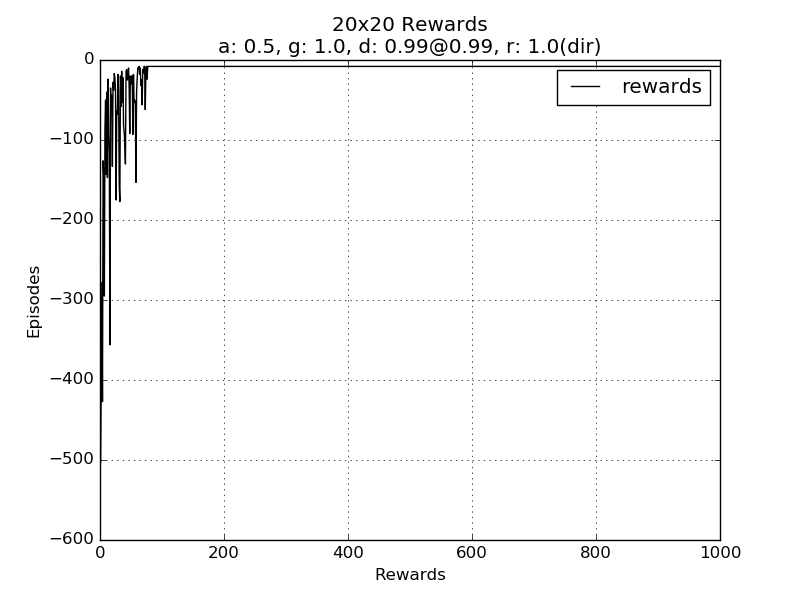 20x20 Rewards
a: 0.5, g: 1.0, d: 0.99@0.99, r: 1.0(dir)
0
rewards
−100
−200
Episodes
−300
−400
−500
−600
0 200 400 600 800 1000
Rewards